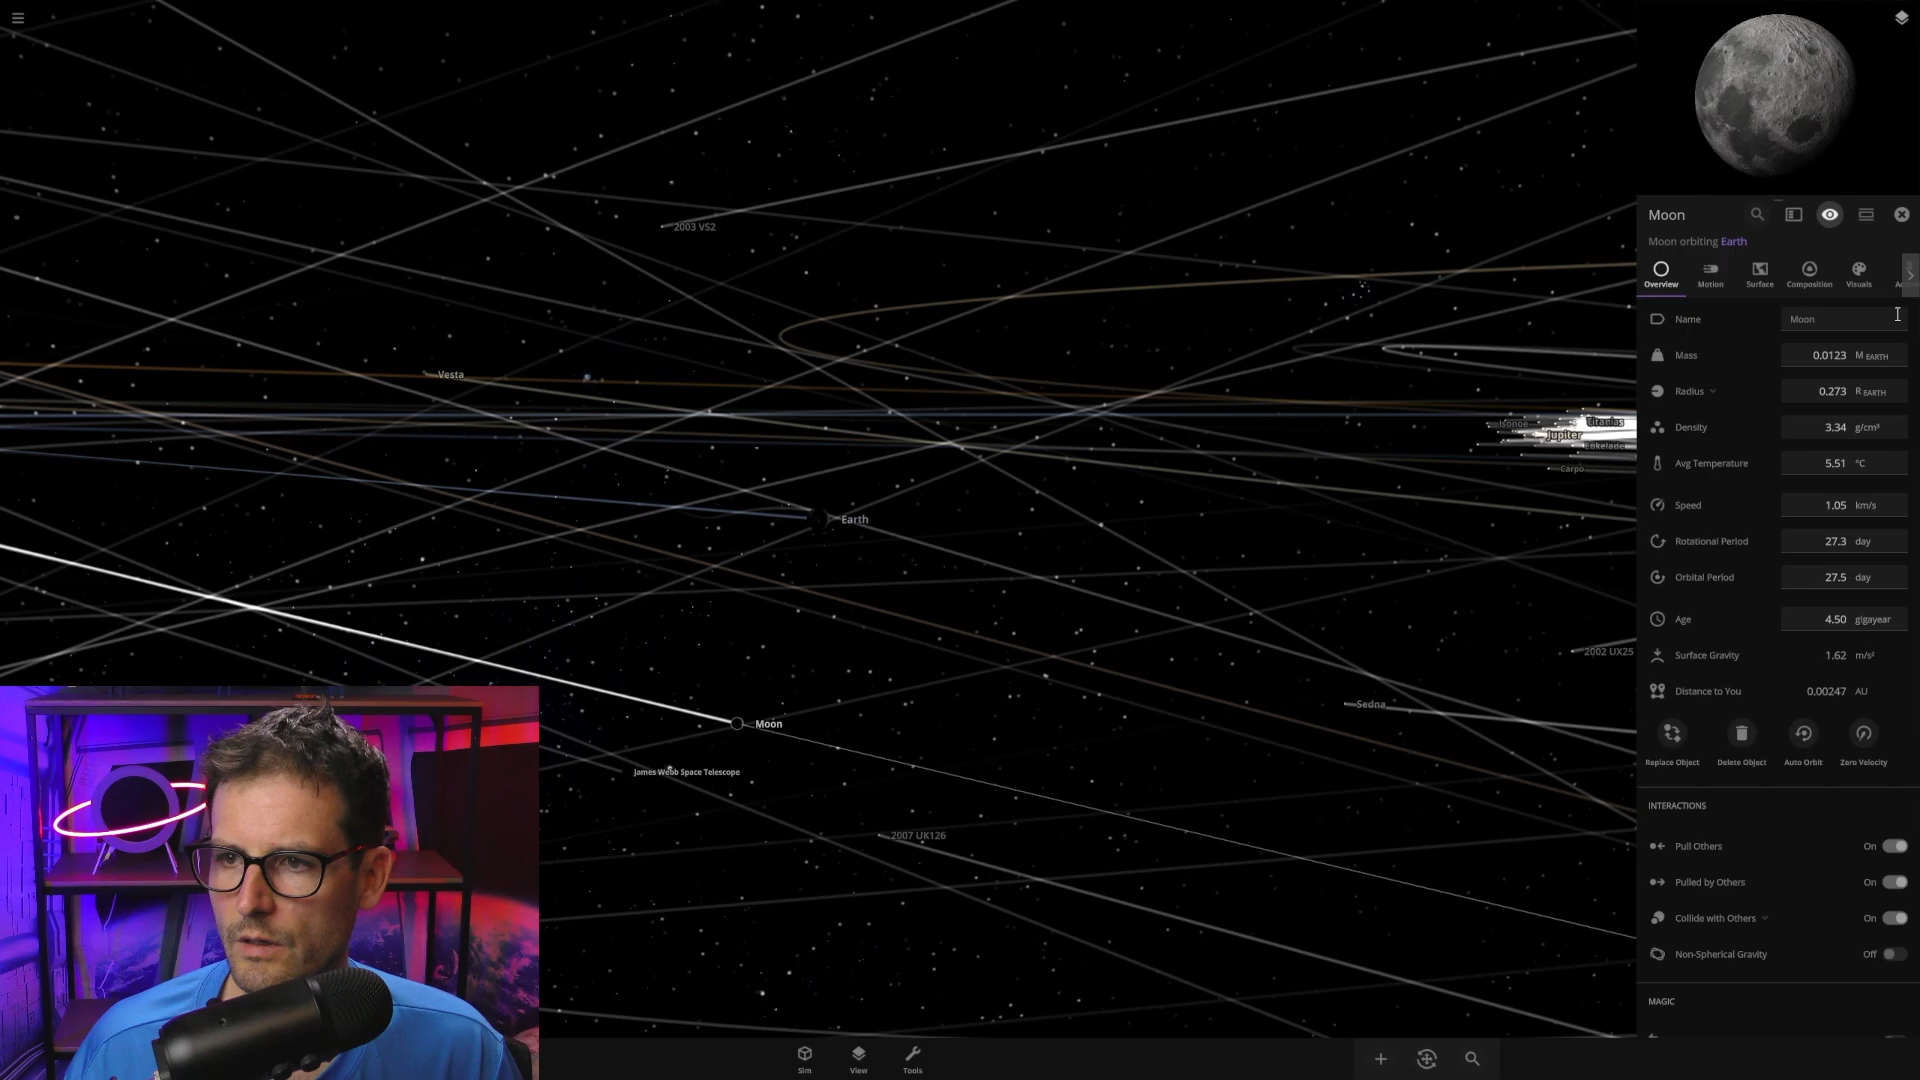 2003 VS2
Vesta
Isonoe
Jupiter
Carpo
Earth
2002 UX25
Sedna
Moon
James Webb Space Telescope
2007 UK126
Sim
View
Tools
Moon
Moon orbiting Earth
Overview
Motion
Surface
Composition
Visuals
Name Moon
Mass 0.0123 M EARTH
Radius 0.273 R EARTH
Density 3.34 g/cm³
Avg Temperature 5.51 °C
Speed 1.05 km/s
Rotational Period 27.3 day
Orbital Period 27.5 day
Age 4.50 gigayear
Surface Gravity 1.62 m/s²
Distance to You 0.00247 AU
Replace Object
Delete Object
Auto Orbit
Zero Velocity
INTERACTIONS
Pull Others On
Pulled by Others On
Collide with Others On
Non-Spherical Gravity Off
MAGIC